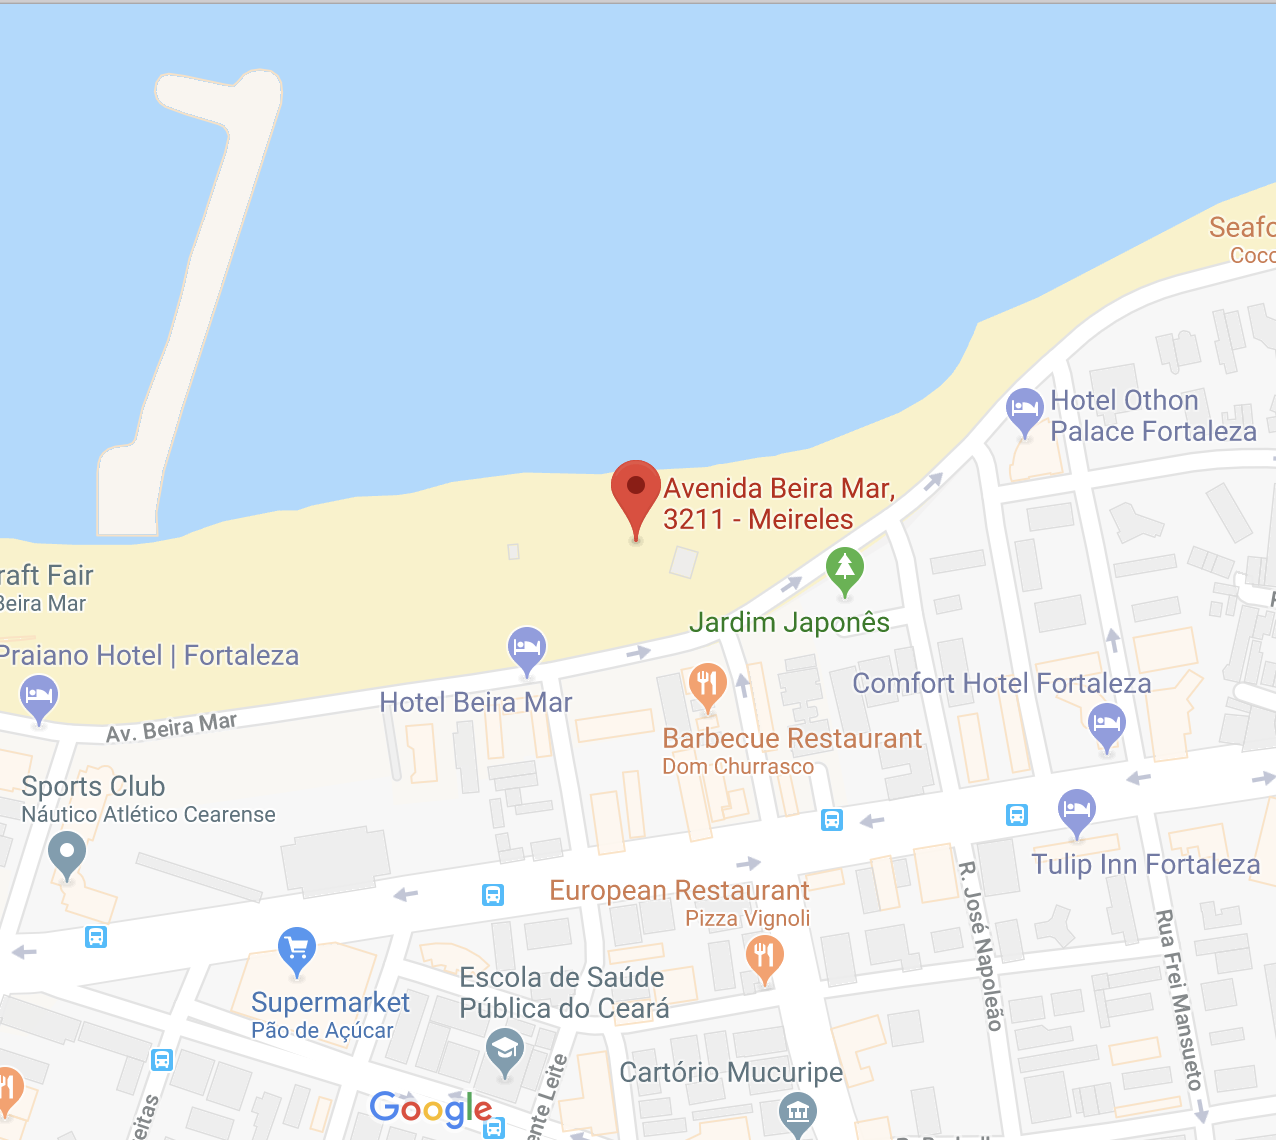 Seafo
Coco
Hotel Othon
Palace Fortaleza
Avenida Beira Mar,
3211 - Meireles
raft Fair
Beira Mar
Jardim Japonês
Praiano Hotel | Fortaleza
Hotel Beira Mar
Comfort Hotel Fortaleza
Av. Beira Mar
Barbecue Restaurant
Dom Churrasco
Sports Club
Náutico Atlético Cearense
Tulip Inn Fortaleza
European Restaurant
Pizza Vignoli
R. José Napoleão
Rua Frei Mansueto
Escola de Saúde
Pública do Ceará
Supermarket
Pão de Açúcar
Cartório Mucuripe
ente Leite
eitas
Google